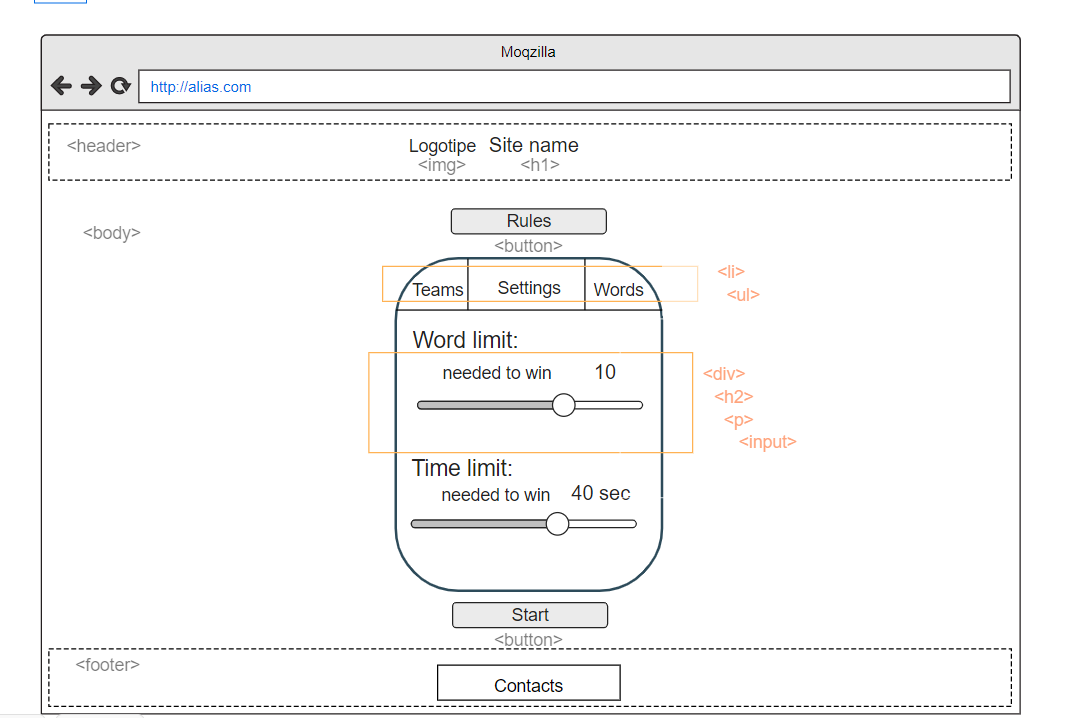 Moqzilla
http://alias.com
<header>
Logotipe Site name
<img> <h1>
<body>
Rules
<button>
Teams Settings Words
<li>
<ul>
Word limit:
needed to win 10
<div>
<h2>
<p>
<input>
Time limit:
needed to win 40 sec
Start
<button>
<footer>
Contacts